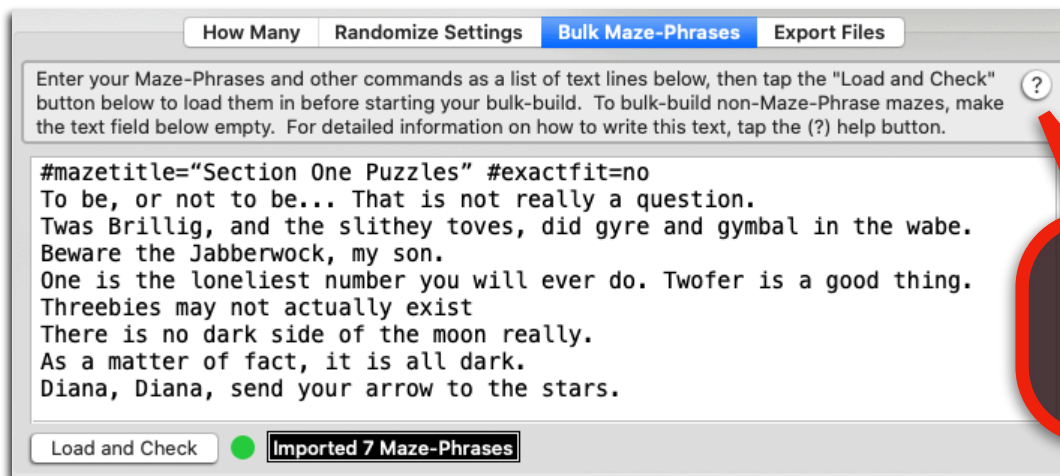 How Many Randomize Settings Bulk Maze-Phrases Export Files
Enter your Maze-Phrases and other commands as a list of text lines below, then tap the "Load and Check"
button below to load them in before starting your bulk-build. To bulk-build non-Maze-Phrase mazes, make
the text field below empty. For detailed information on how to write this text, tap the (?) help button.
?
#mazetitle=“Section One Puzzles” #exactfit=no
To be, or not to be... That is not really a question.
Twas Brillig, and the slithey toves, did gyre and gymbal in the wabe.
Beware the Jabberwock, my son.
One is the loneliest number you will ever do. Twofer is a good thing.
Threebies may not actually exist
There is no dark side of the moon really.
As a matter of fact, it is all dark.
Diana, Diana, send your arrow to the stars.
Load and Check Imported 7 Maze-Phrases